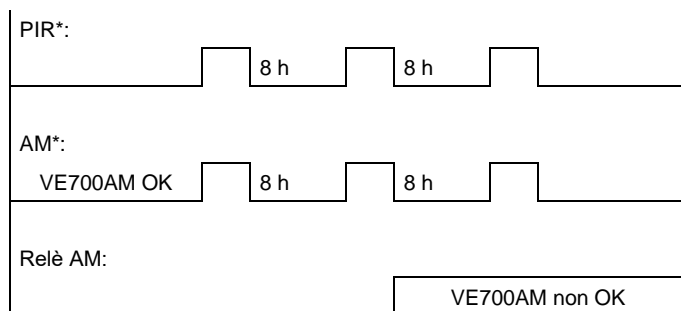 PIR*:
8 h 8 h
AM*:
VE700AM OK 8 h 8 h
Relè AM:
VE700AM non OK